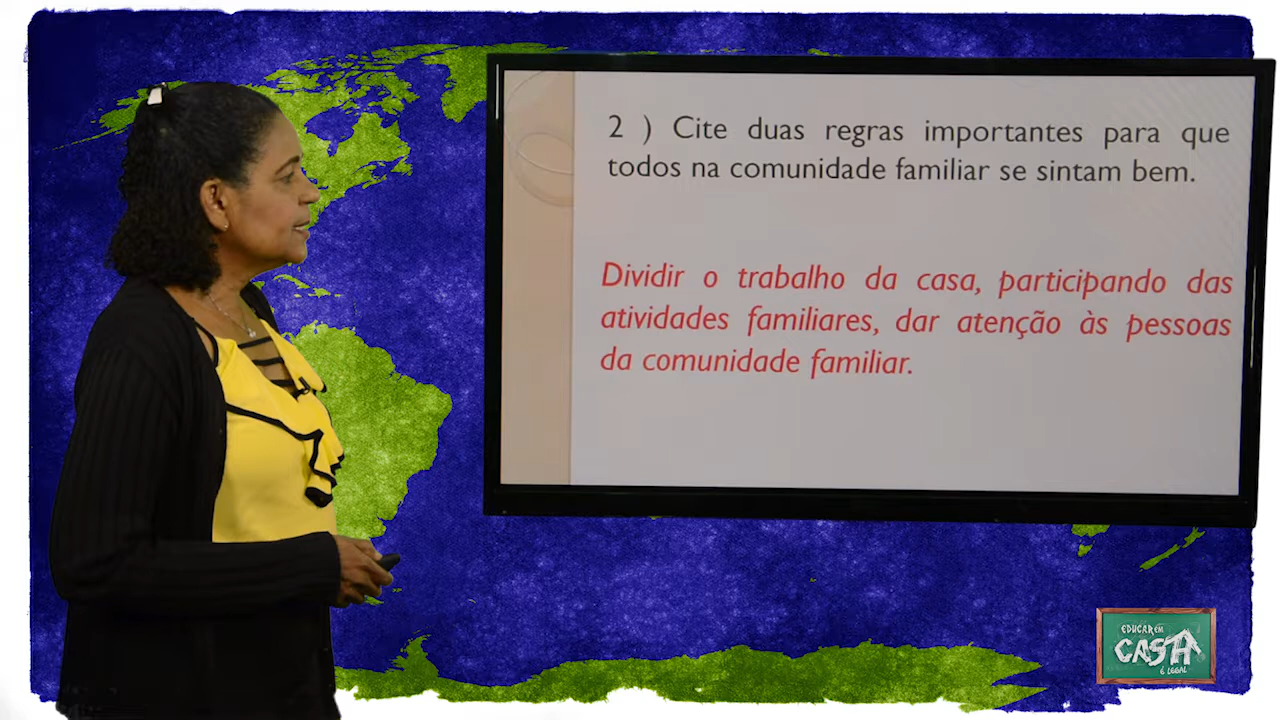 2 ) Cite duas regras importantes para que
todos na comunidade familiar se sintam bem.
Dividir o trabalho da casa, participando das
atividades familiares, dar atenção às pessoas
da comunidade familiar.
EDUCAR EM
CASA
É LEGAL